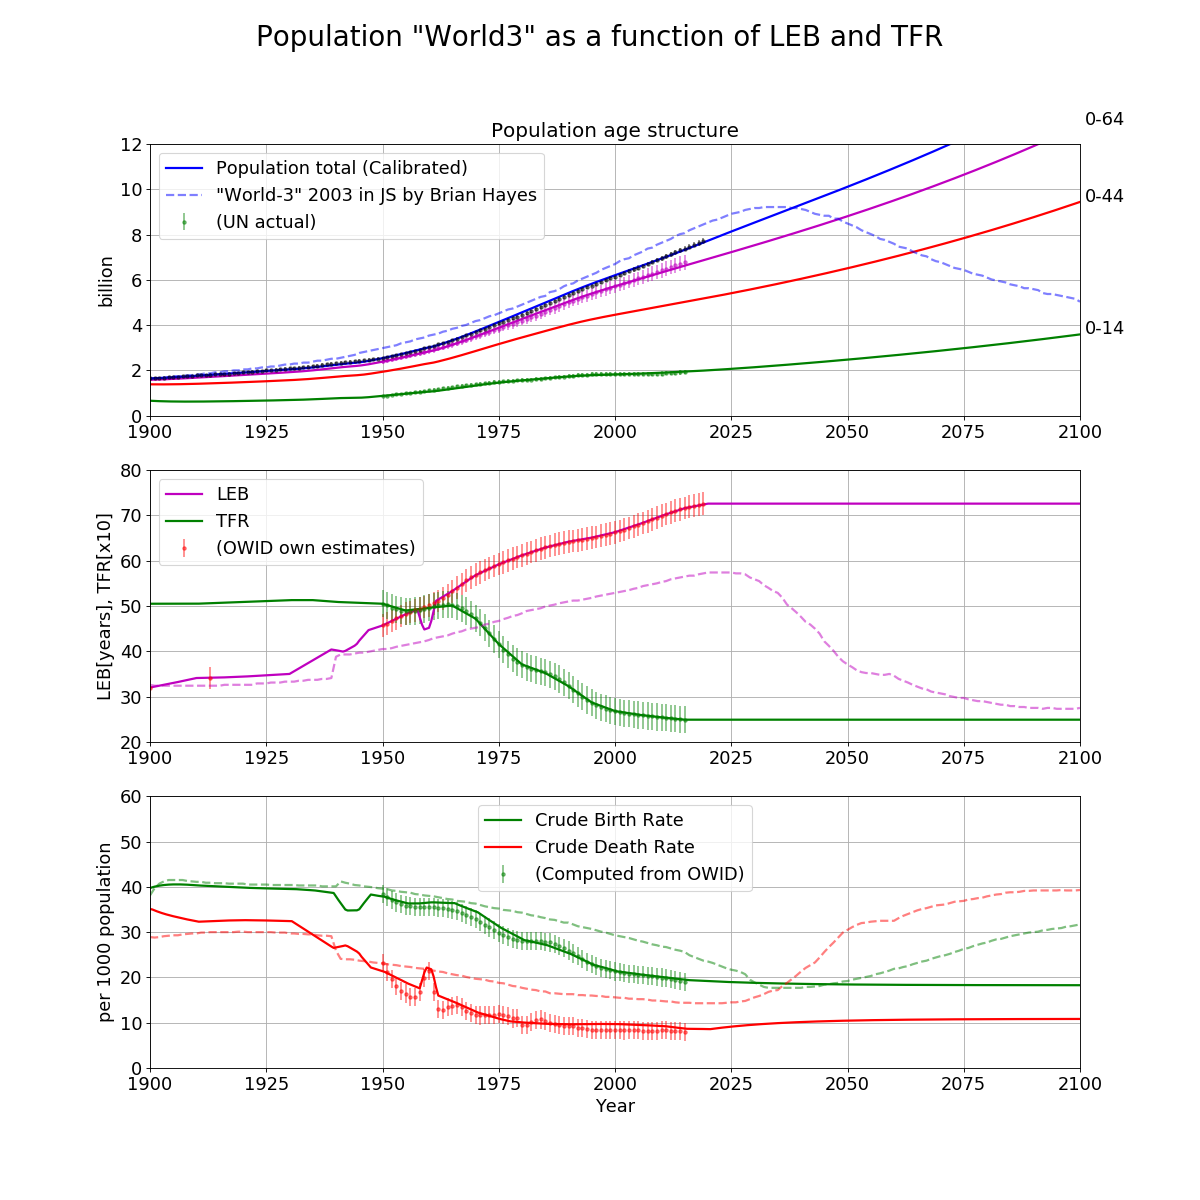 Population "World3" as a function of LEB and TFR
Population age structure
0-64
12
10
8
6
4
2
0
billion
Population total (Calibrated)
"World-3" 2003 in JS by Brian Hayes
(UN actual)
0-44
0-14
1900 1925 1950 1975 2000 2025 2050 2075 2100
80
70
60
50
40
30
20
LEB[years], TFR[x10]
LEB
TFR
(OWID own estimates)
1900 1925 1950 1975 2000 2025 2050 2075 2100
60
50
40
30
20
10
0
per 1000 population
Crude Birth Rate
Crude Death Rate
(Computed from OWID)
1900 1925 1950 1975 2000 2025 2050 2075 2100
Year